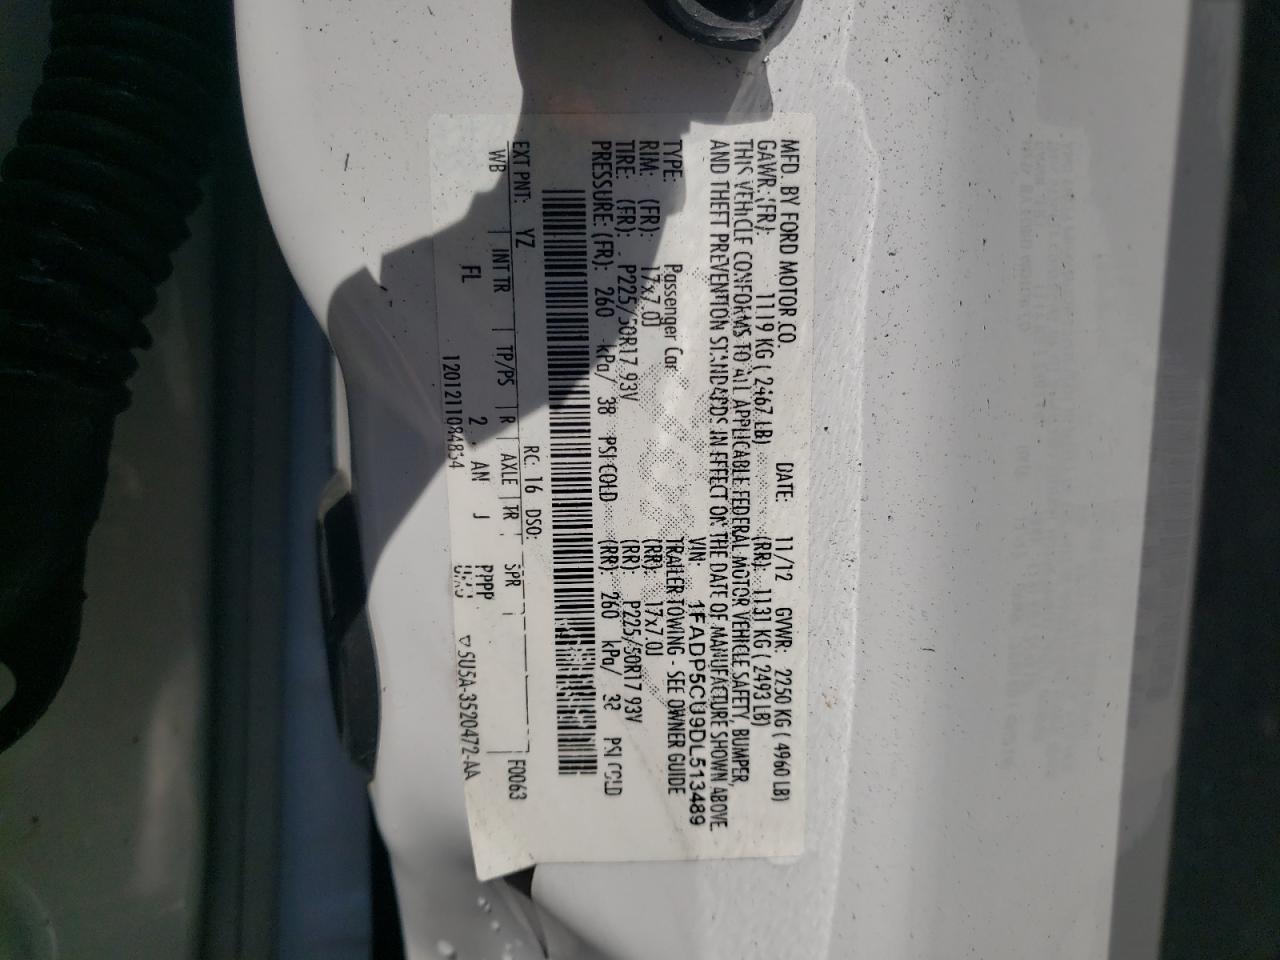 MFD. BY FORD MOTOR CO. DATE: 11/12 GVWR: 2250 KG ( 4960 LB)
GAWR:(FR): 1119 KG ( 2467 LB) (RR): 1131 KG ( 2493 LB)
THIS VEHICLE CONFORMS TO ALL APPLICABLE FEDERAL MOTOR VEHICLE SAFETY, BUMPER,
AND THEFT PREVENTION STANDARDS IN EFFECT ON THE DATE OF MANUFACTURE SHOWN ABOVE.
VIN: 1FADP5CU9DL513489
TYPE: Passenger Car TRAILER TOWING - SEE OWNER GUIDE
RIM: (FR): 17x7.0J (RR): 17x7.0J
TIRE: (FR): P225/50R17 93V (RR): P225/50R17 93V
PRESSURE: (FR): 260 kPa/ 38 PSI COLD (RR): 260 kPa/ 38 PSI COLD
EXT PNT: YZ RC: 16 DSO: F0063
WB INT TR TP/PS R AXLE TR SPR
FL 2 AN J PPPP
1201211084854 ▽ SU5A-3520472-AA